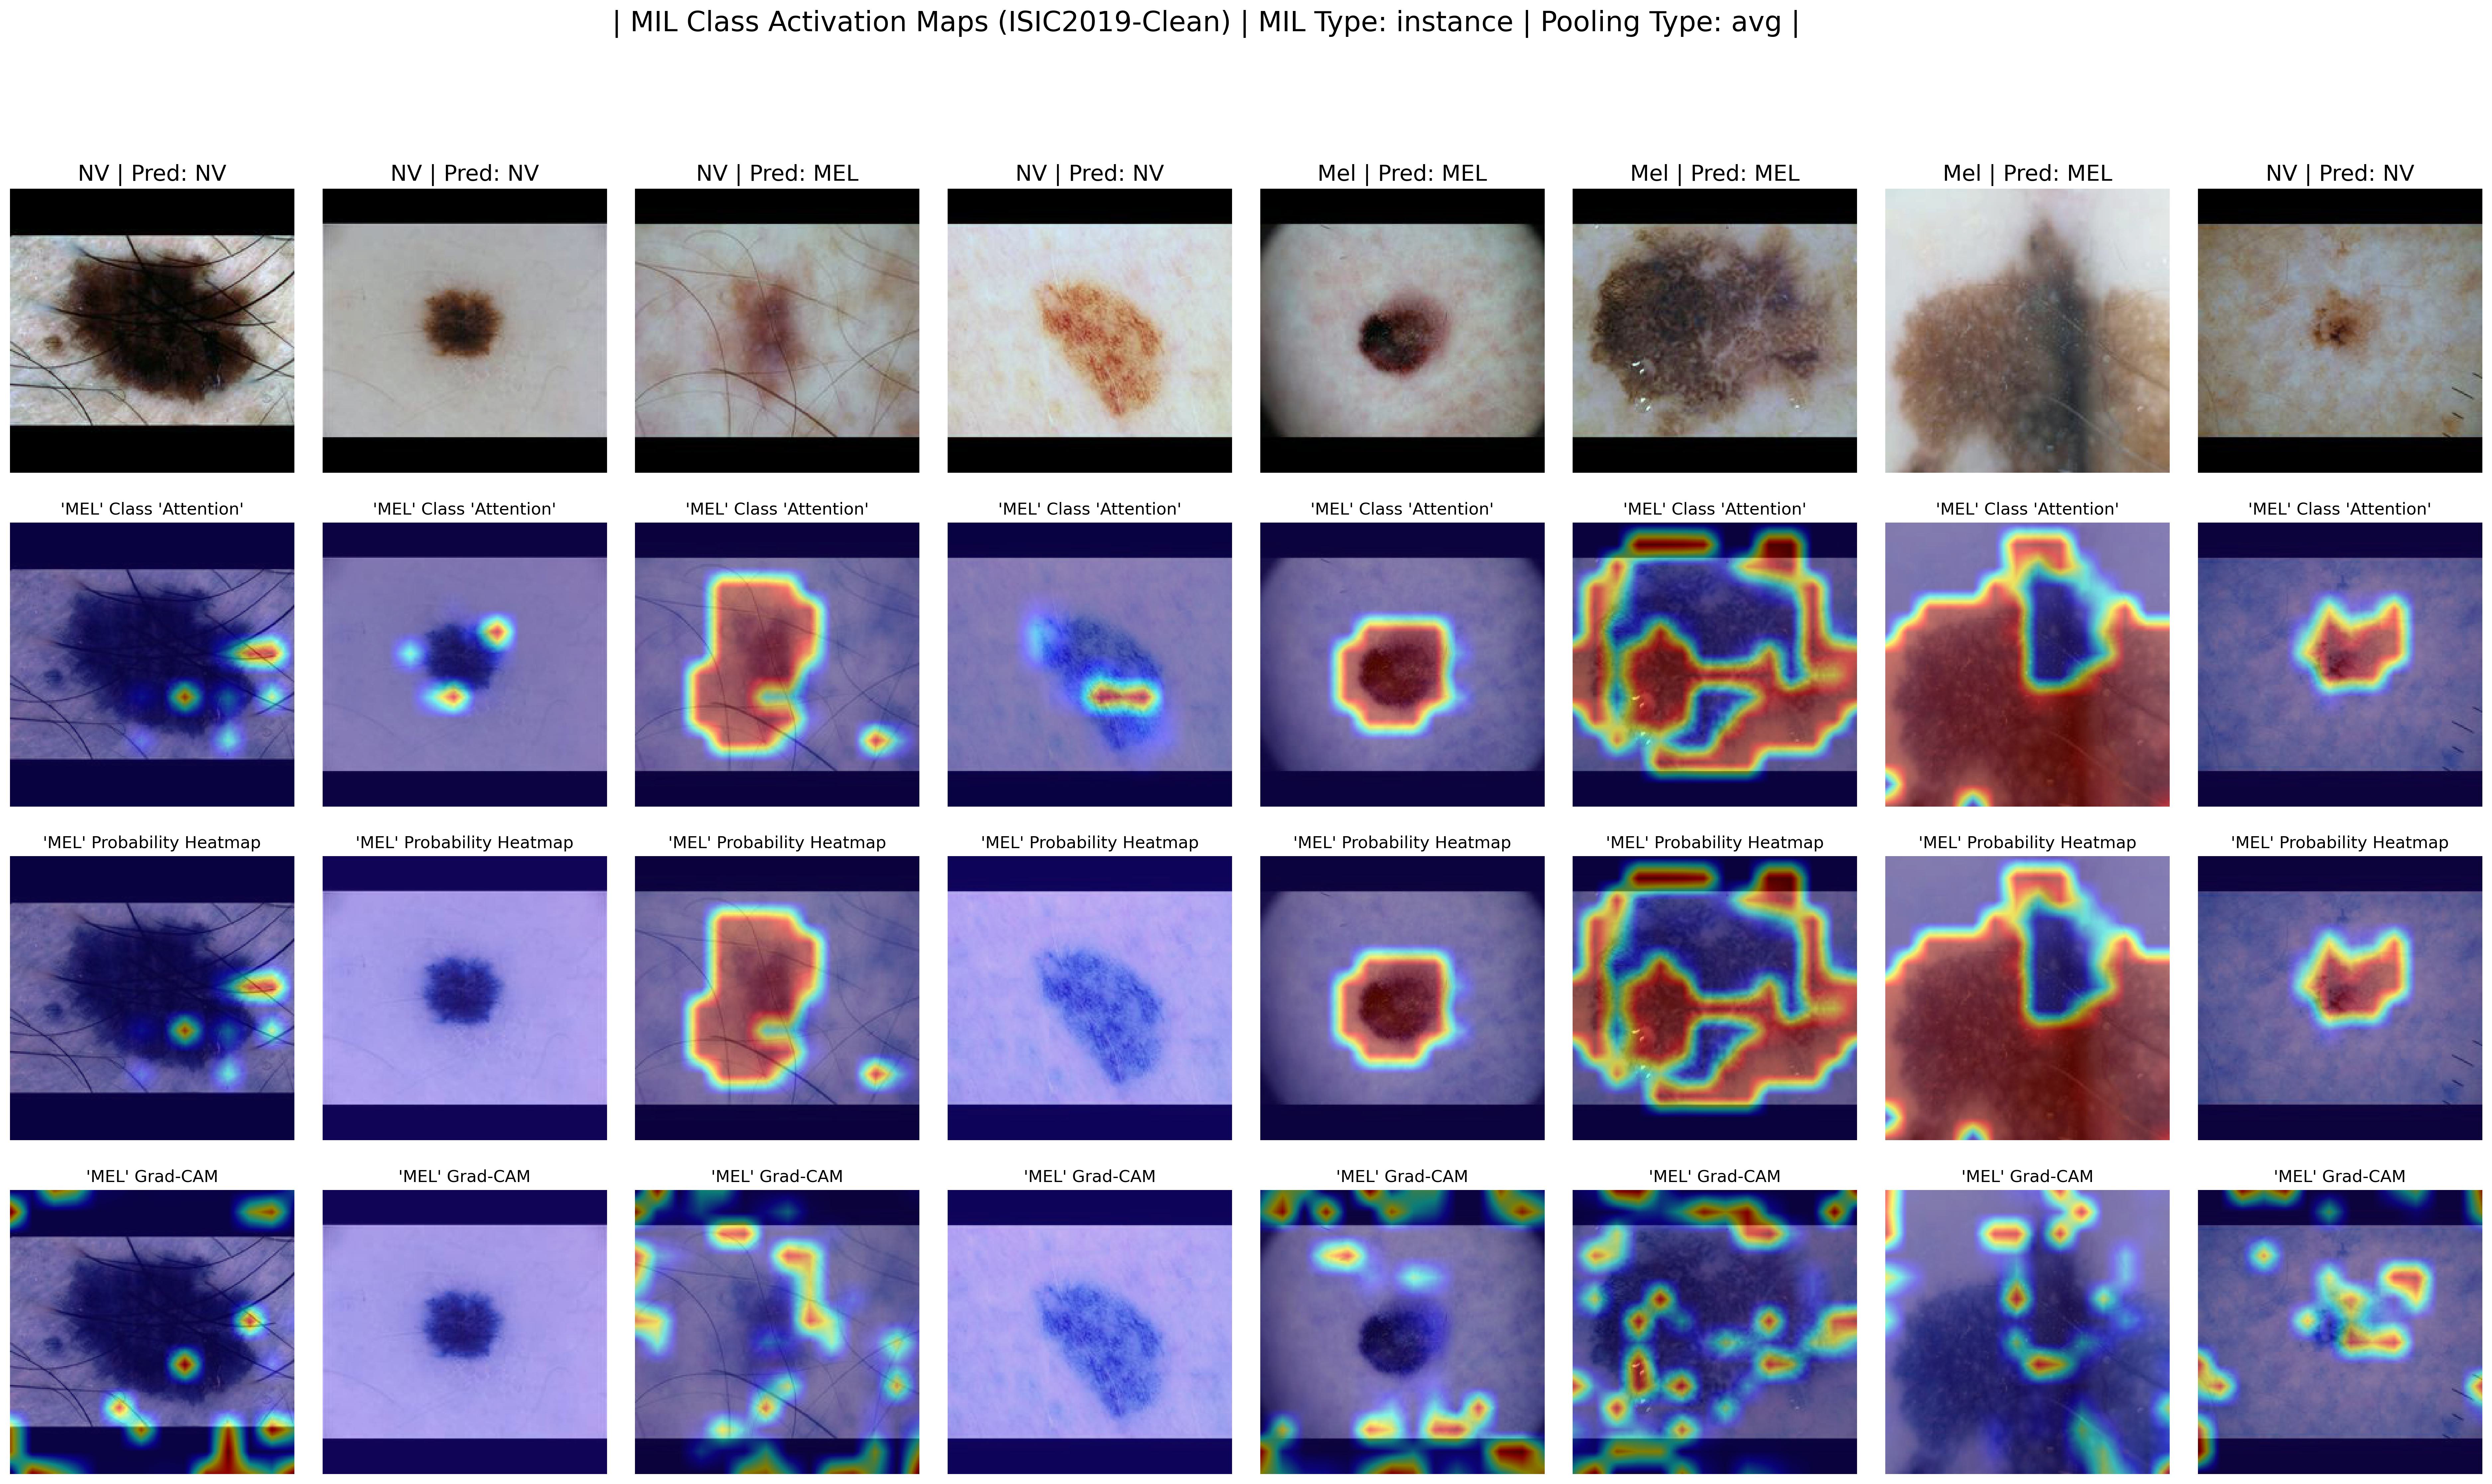 | MIL Class Activation Maps (ISIC2019-Clean) | MIL Type: instance | Pooling Type: avg |
NV | Pred: NV
NV | Pred: NV
NV | Pred: MEL
NV | Pred: NV
Mel | Pred: MEL
Mel | Pred: MEL
Mel | Pred: MEL
NV | Pred: NV
'MEL' Class 'Attention'
'MEL' Class 'Attention'
'MEL' Class 'Attention'
'MEL' Class 'Attention'
'MEL' Class 'Attention'
'MEL' Class 'Attention'
'MEL' Class 'Attention'
'MEL' Class 'Attention'
'MEL' Probability Heatmap
'MEL' Probability Heatmap
'MEL' Probability Heatmap
'MEL' Probability Heatmap
'MEL' Probability Heatmap
'MEL' Probability Heatmap
'MEL' Probability Heatmap
'MEL' Probability Heatmap
'MEL' Grad-CAM
'MEL' Grad-CAM
'MEL' Grad-CAM
'MEL' Grad-CAM
'MEL' Grad-CAM
'MEL' Grad-CAM
'MEL' Grad-CAM
'MEL' Grad-CAM